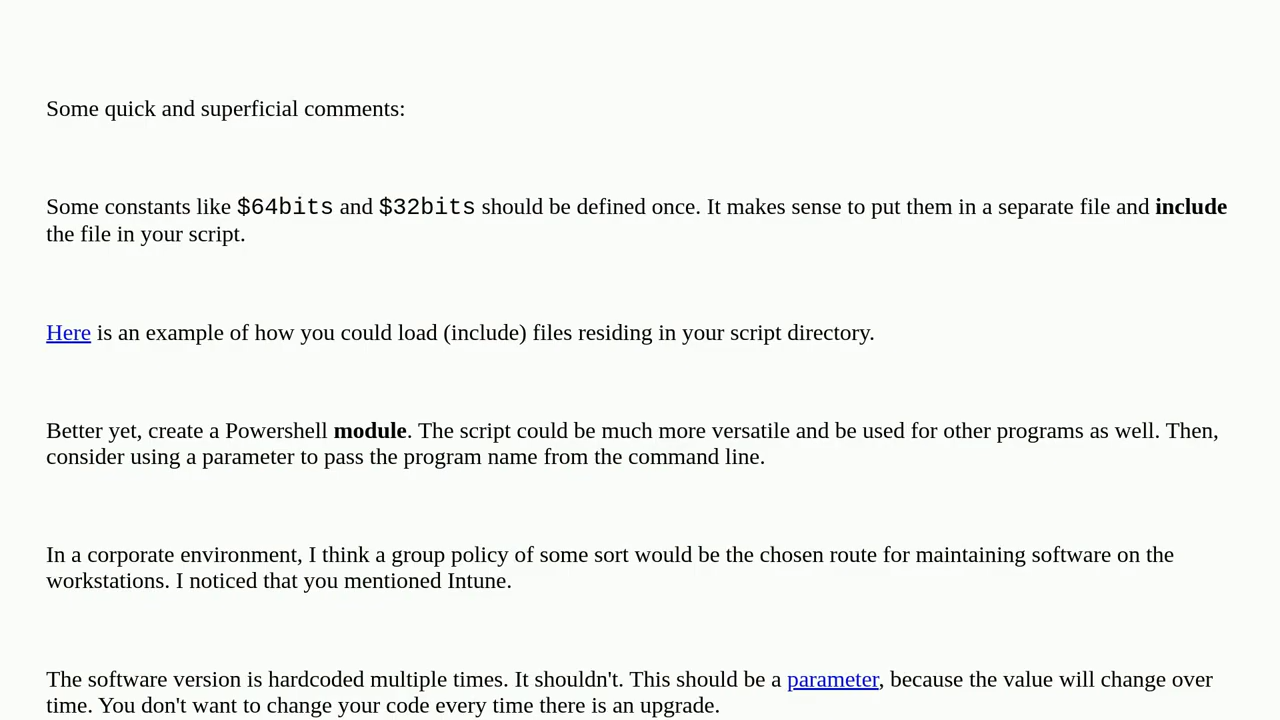 Some quick and superficial comments:
Some constants like $64bits and $32bits should be defined once. It makes sense to put them in a separate file and include
the file in your script.
Here is an example of how you could load (include) files residing in your script directory.
Better yet, create a Powershell module. The script could be much more versatile and be used for other programs as well. Then,
consider using a parameter to pass the program name from the command line.
In a corporate environment, I think a group policy of some sort would be the chosen route for maintaining software on the
workstations. I noticed that you mentioned Intune.
The software version is hardcoded multiple times. It shouldn't. This should be a parameter, because the value will change over
time. You don't want to change your code every time there is an upgrade.